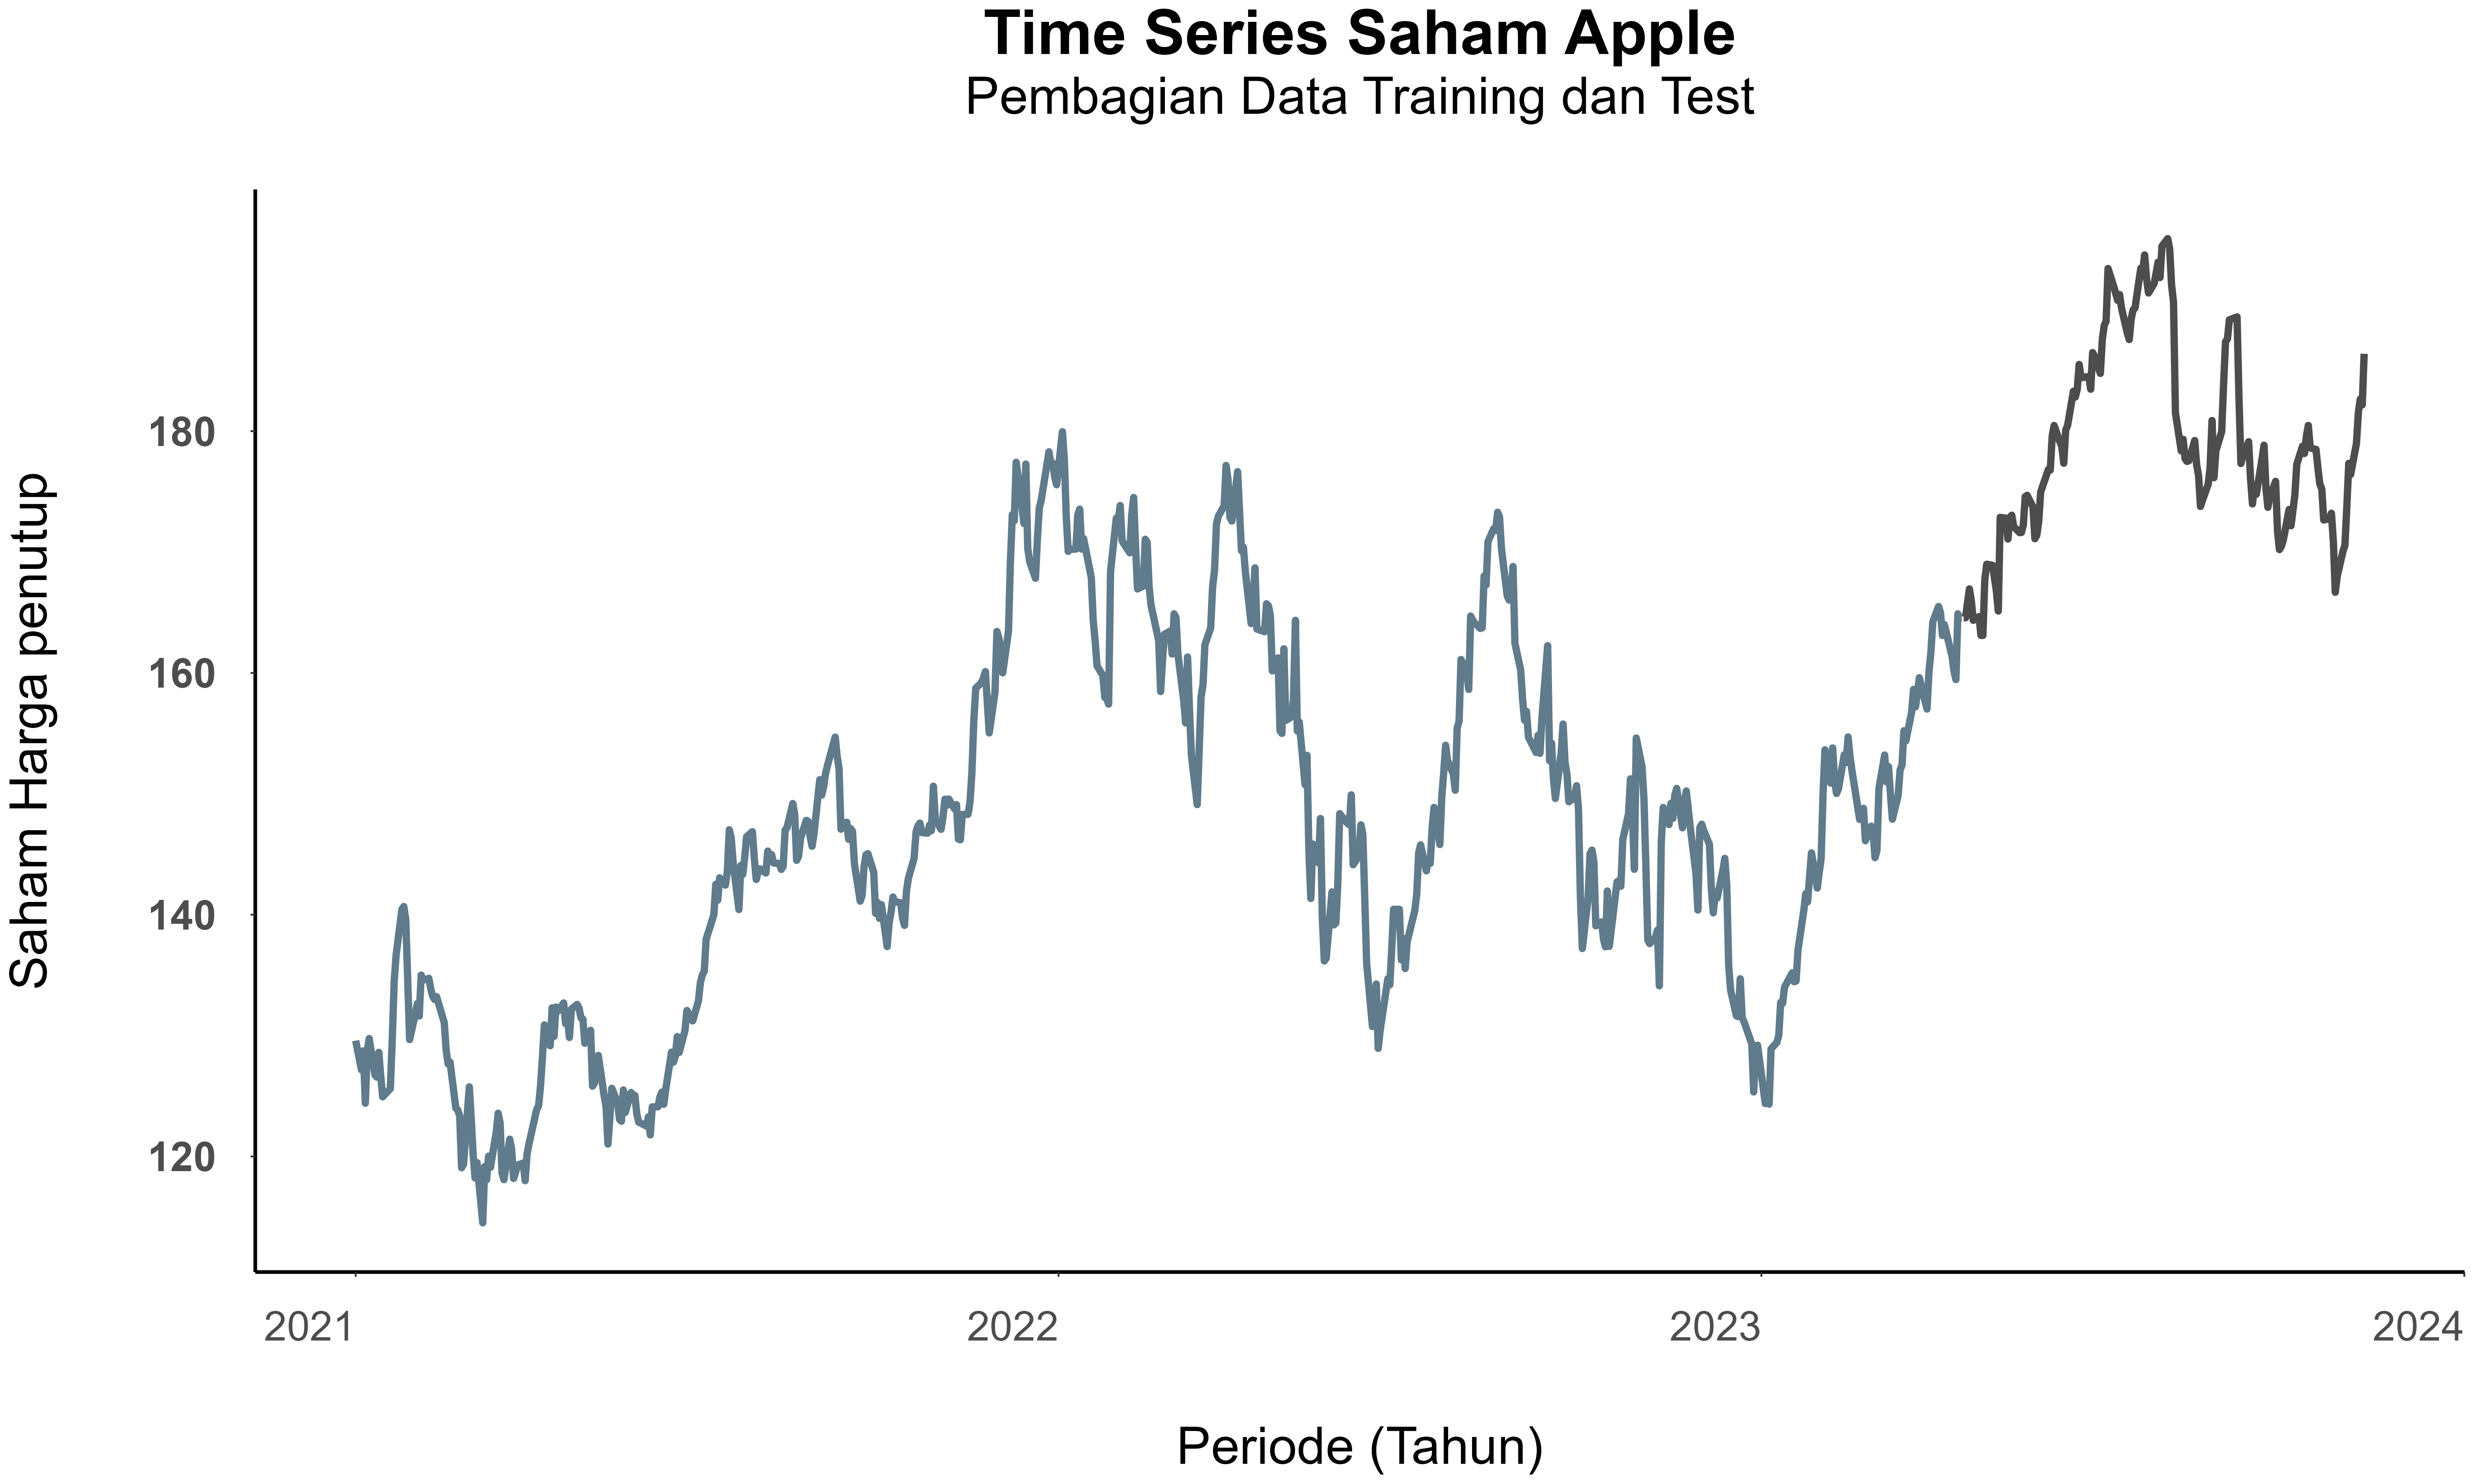 Time Series Saham Apple
Pembagian Data Training dan Test
Saham Harga penutup
180
160
140
120
2021
2022
2023
2024
Periode (Tahun)